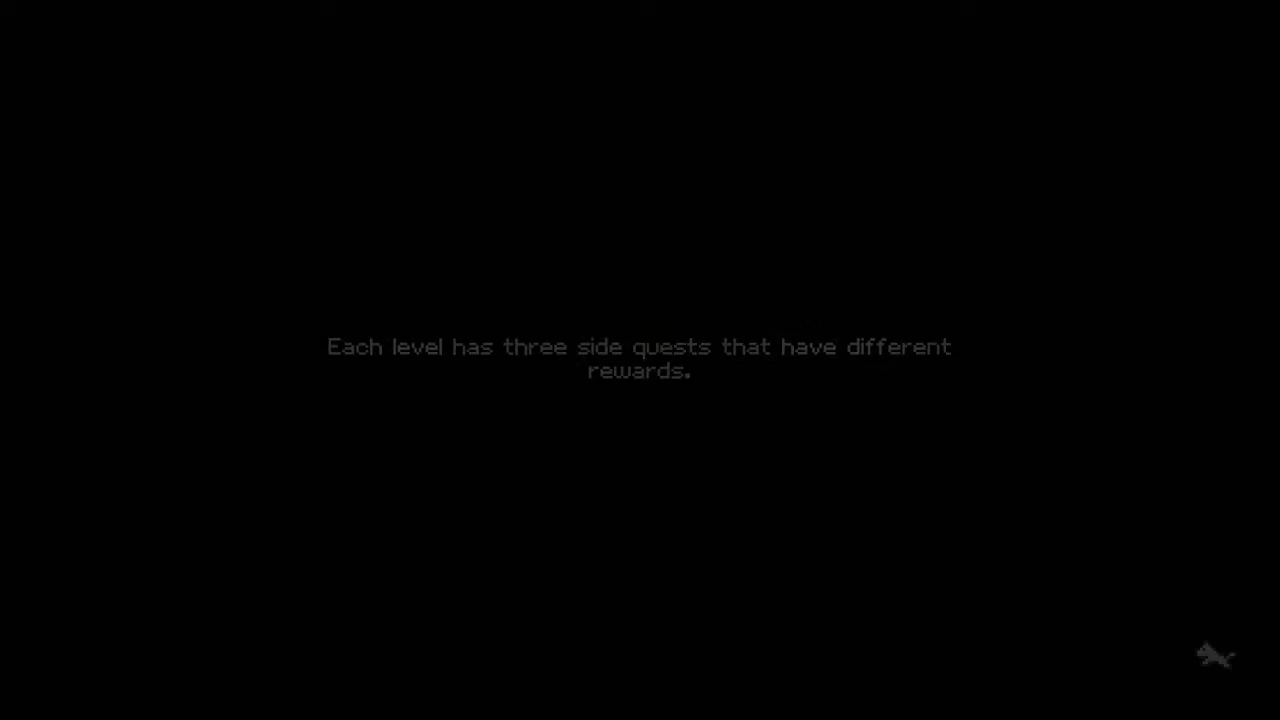 Each level has three side quests that have different
rewards.